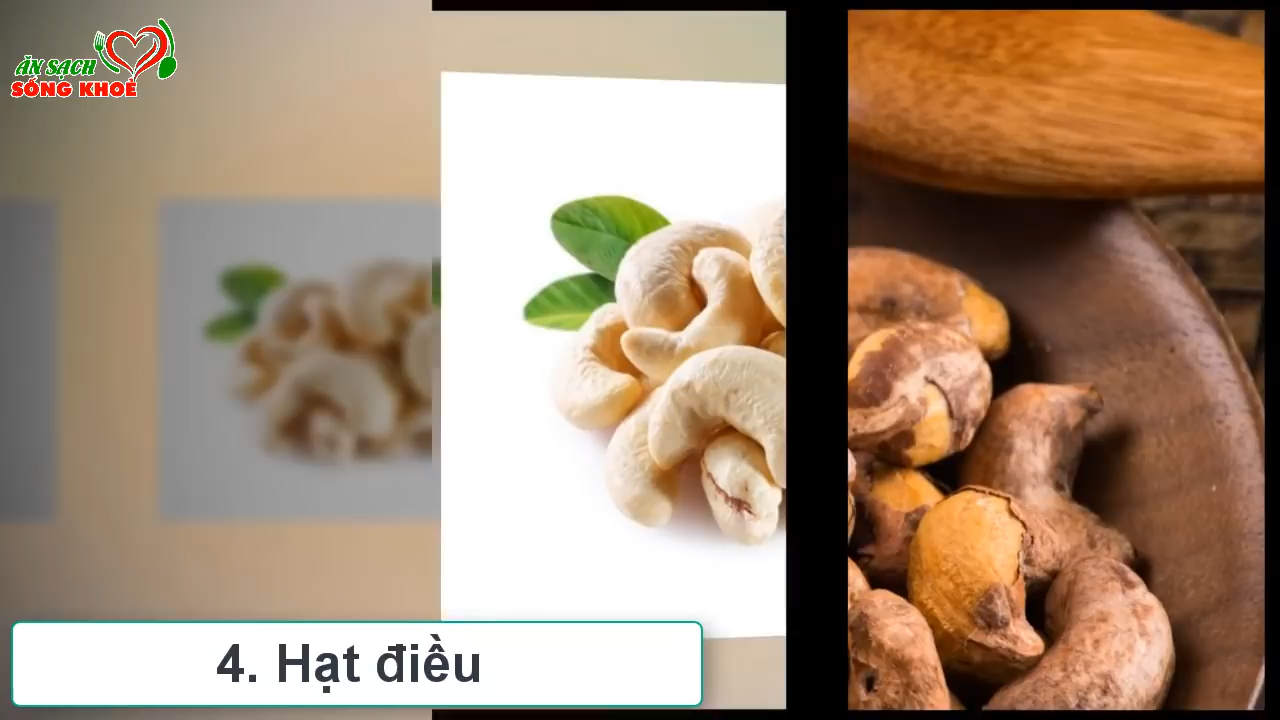 ĂN SẠCH
SỐNG KHOẺ
4. Hạt điều